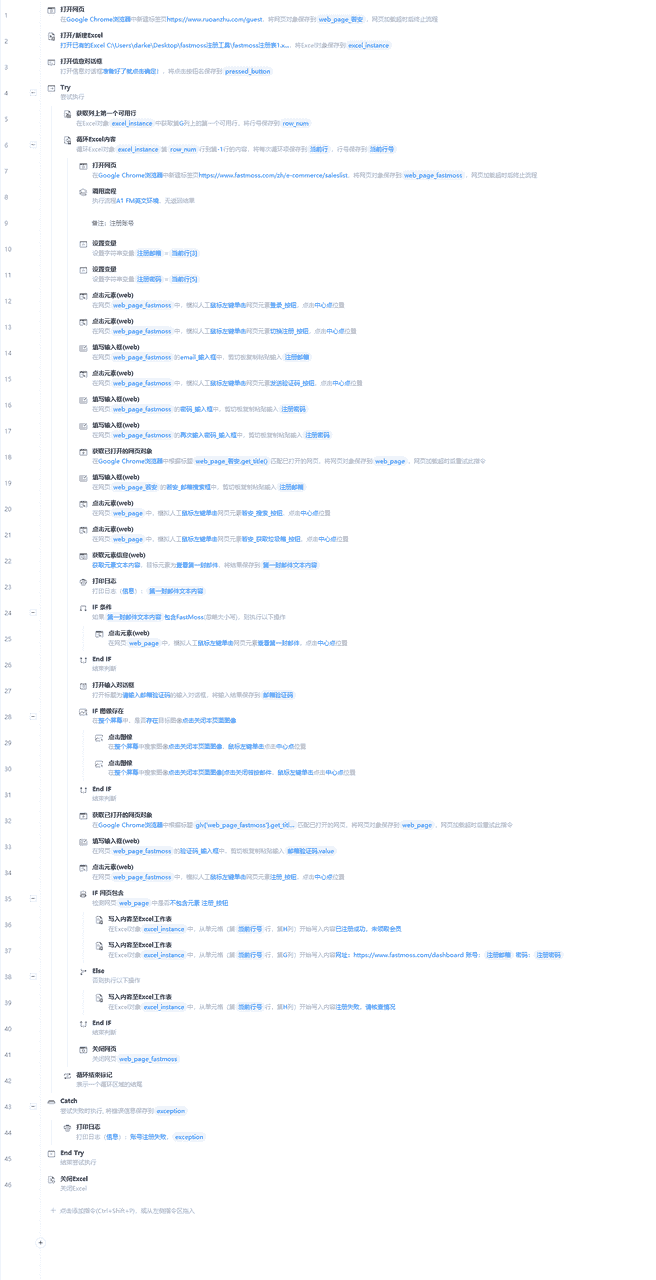 1
打开网页
在Google Chrome浏览器中新建标签页https://www.ruoanzhu.com/guest，将网页对象保存到 web_page_若安，网页加载超时后终止流程
2
打开/新建Excel
打开已有的Excel C:\Users\darke\Desktop\fastmoss注册工具\fastmoss注册表1.x...，将Excel对象保存到 excel_instance
3
打开信息对话框
打开信息对话框准备好了就点击确定！，将点击按钮名保存到 pressed_button
4
Try
尝试执行
5
获取列上第一个可用行
在Excel对象 excel_instance 中获取第G列上的第一个可用行，将行号保存到 row_num
6
循环Excel内容
循环Excel对象 excel_instance 第 row_num 行到第-1行的内容，将每次循环项保存到 当前行，行号保存到 当前行号
7
打开网页
在Google Chrome浏览器中新建标签页https://www.fastmoss.com/zh/e-commerce/saleslist，将网页对象保存到 web_page_fastmoss，网页加载超时后终止流程
8
调用流程
执行流程A1 FM英文环境，无返回结果
9
备注：注册账号
10
设置变量
设置字符串变量 注册邮箱 = 当前行[3]
11
设置变量
设置字符串变量 注册密码 = 当前行[5]
12
点击元素(web)
在网页 web_page_fastmoss 中，模拟人工鼠标左键单击网页元素登录_按钮，点击中心点位置
13
点击元素(web)
在网页 web_page_fastmoss 中，模拟人工鼠标左键单击网页元素切换注册_按钮，点击中心点位置
14
填写输入框(web)
在网页 web_page_fastmoss 的email_输入框中，剪切板复制粘贴输入 注册邮箱
15
点击元素(web)
在网页 web_page_fastmoss 中，模拟人工鼠标左键单击网页元素发送验证码_按钮，点击中心点位置
16
填写输入框(web)
在网页 web_page_fastmoss 的密码_输入框中，剪切板复制粘贴输入 注册密码
17
填写输入框(web)
在网页 web_page_fastmoss 的再次输入密码_输入框中，剪切板复制粘贴输入 注册密码
18
获取已打开的网页对象
在Google Chrome浏览器中根据标题 web_page_若安.get_title() 匹配已打开的网页，将网页对象保存到 web_page，网页加载超时后重试此指令
19
填写输入框(web)
在网页 web_page_若安 的若安_邮箱搜索框中，剪切板复制粘贴输入 注册邮箱
20
点击元素(web)
在网页 web_page 中，模拟人工鼠标左键单击网页元素若安_搜索_按钮，点击中心点位置
21
点击元素(web)
在网页 web_page 中，模拟人工鼠标左键单击网页元素若安_获取垃圾箱_按钮，点击中心点位置
22
获取元素信息(web)
获取元素文本内容，目标元素为查看第一封邮件，将结果保存到 第一封邮件文本内容
23
打印日志
打印日志（信息）： 第一封邮件文本内容
24
IF 条件
如果 第一封邮件文本内容 包含FastMoss(忽略大小写)，则执行以下操作
25
点击元素(web)
在网页 web_page 中，模拟人工鼠标左键单击网页元素查看第一封邮件，点击中心点位置
26
End IF
结束判断
27
打开输入对话框
打开标题为请输入邮箱验证码的输入对话框，将输入结果保存到 邮箱验证码
28
IF 图像存在
在整个屏幕中，是否存在目标图像点击关闭本页面图像
29
点击图像
在整个屏幕中搜索图像点击关闭本页面图像，鼠标左键单击点击中心点位置
30
点击图像
在整个屏幕中搜索图像点击关闭本页面图像|点击关闭若按邮件，鼠标左键单击点击中心点位置
31
End IF
结束判断
32
获取已打开的网页对象
在Google Chrome浏览器中根据标题 glv['web_page_fastmoss'].get_titl... 匹配已打开的网页，将网页对象保存到 web_page，网页加载超时后重试此指令
33
填写输入框(web)
在网页 web_page_fastmoss 的验证码_输入框中，剪切板复制粘贴输入 邮箱验证码.value
34
点击元素(web)
在网页 web_page_fastmoss 中，模拟人工鼠标左键单击网页元素注册_按钮，点击中心点位置
35
IF 网页包含
检测网页 web_page 中是否不包含元素 注册_按钮
36
写入内容至Excel工作表
在Excel对象 excel_instance 中，从单元格（第 当前行号 行，第H列）开始写入内容已注册成功，未领取会员
37
写入内容至Excel工作表
在Excel对象 excel_instance 中，从单元格（第 当前行号 行，第G列）开始写入内容网址：https://www.fastmoss.com/dashboard 账号： 注册邮箱 密码： 注册密码
38
Else
否则执行以下操作
39
写入内容至Excel工作表
在Excel对象 excel_instance 中，从单元格（第 当前行号 行，第H列）开始写入内容注册失败，请核查情况
40
End IF
结束判断
41
关闭网页
关闭网页 web_page_fastmoss
42
循环结束标记
表示一个循环区域的结尾
43
Catch
尝试失败时执行, 将错误信息保存到 exception
44
打印日志
打印日志（信息）：账号注册失败， exception
45
End Try
结束尝试执行
46
关闭Excel
关闭Excel
点击添加指令(Ctrl+Shift+P)，或从左侧指令区拖入